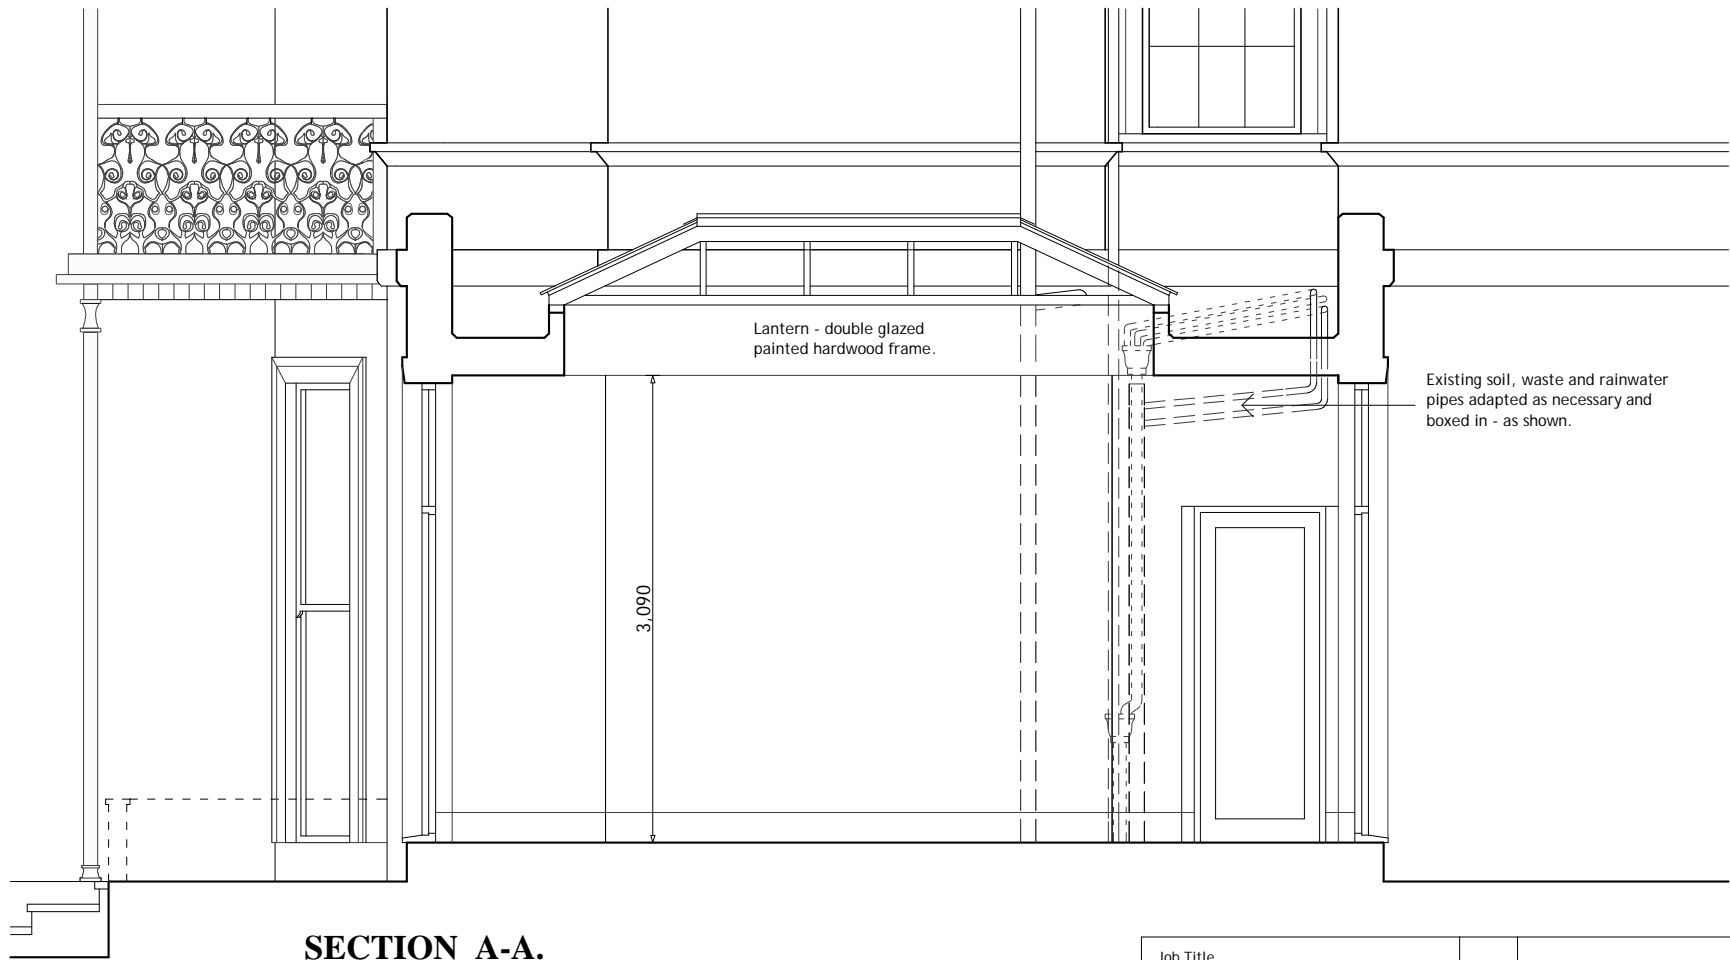 Lantern - double glazed
painted hardwood frame.
Existing soil, waste and rainwater
pipes adapted as necessary and
boxed in - as shown.
3,090
SECTION A-A.
Job Title